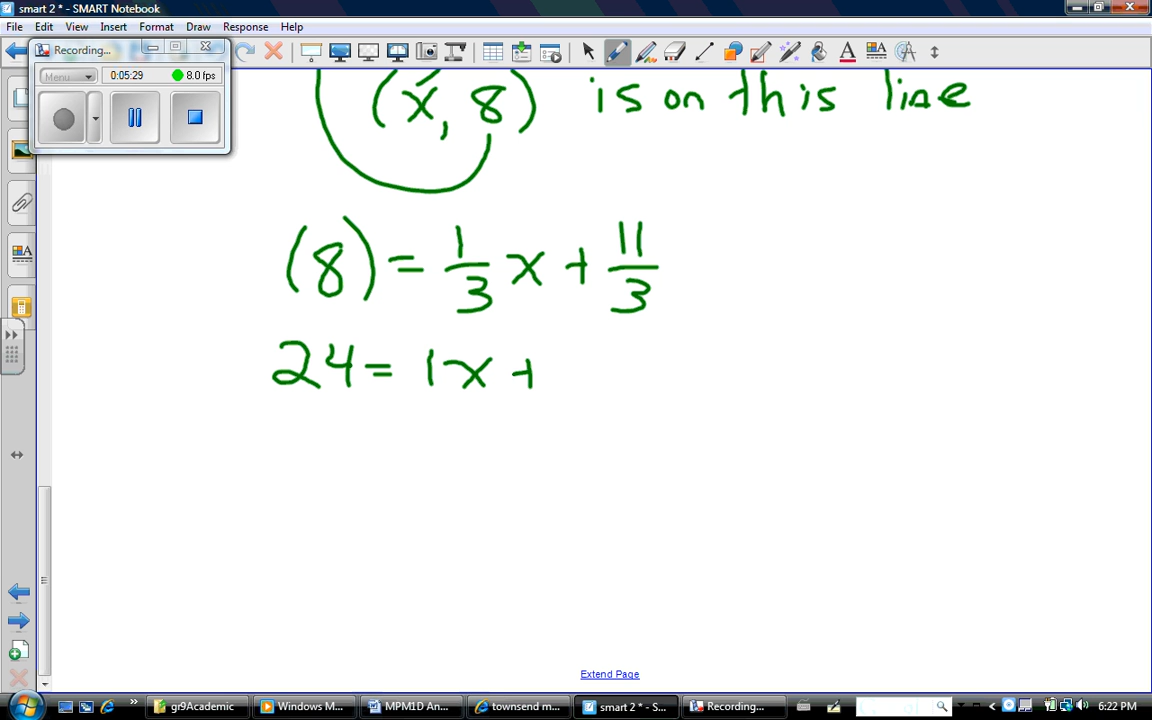 smart 2 * - SMART Notebook
File Edit View Insert Format Draw Response Help
Recording...
Menu 0:05:29 8.0 fps
(x, 8) is on this line
(8) = 1/3 x + 11/3
24 = 1x +
Extend Page
gr9Academic Windows M... MPM1D An... townsend m... smart 2 * - S... Recording... 6:22 PM